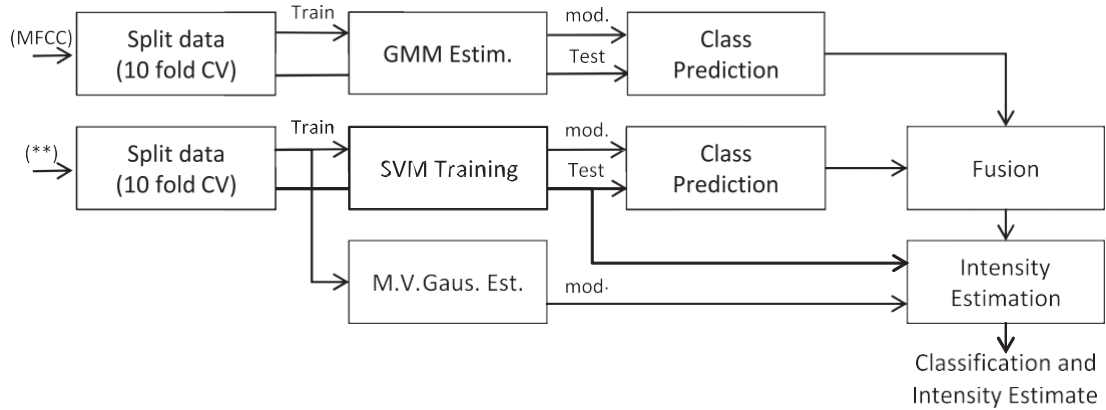 Train
mod.
(MFCC)
Split data
(10 fold CV)
GMM Estim.
Test
Class
Prediction
Train
mod.
(**)
Split data
(10 fold CV)
SVM Training
Test
Class
Prediction
Fusion
M.V.Gaus. Est.
mod.
Intensity
Estimation
Classification and
Intensity Estimate